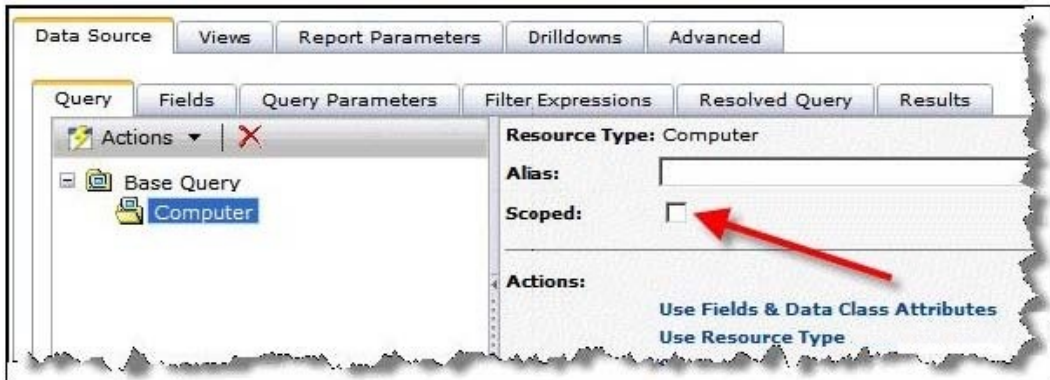 Data Source Views Report Parameters Drilldowns Advanced
Query Fields Query Parameters Filter Expressions Resolved Query Results
Actions
Base Query
Computer
Resource Type: Computer
Alias:
Scoped:
Actions:
Use Fields & Data Class Attributes
Use Resource Type